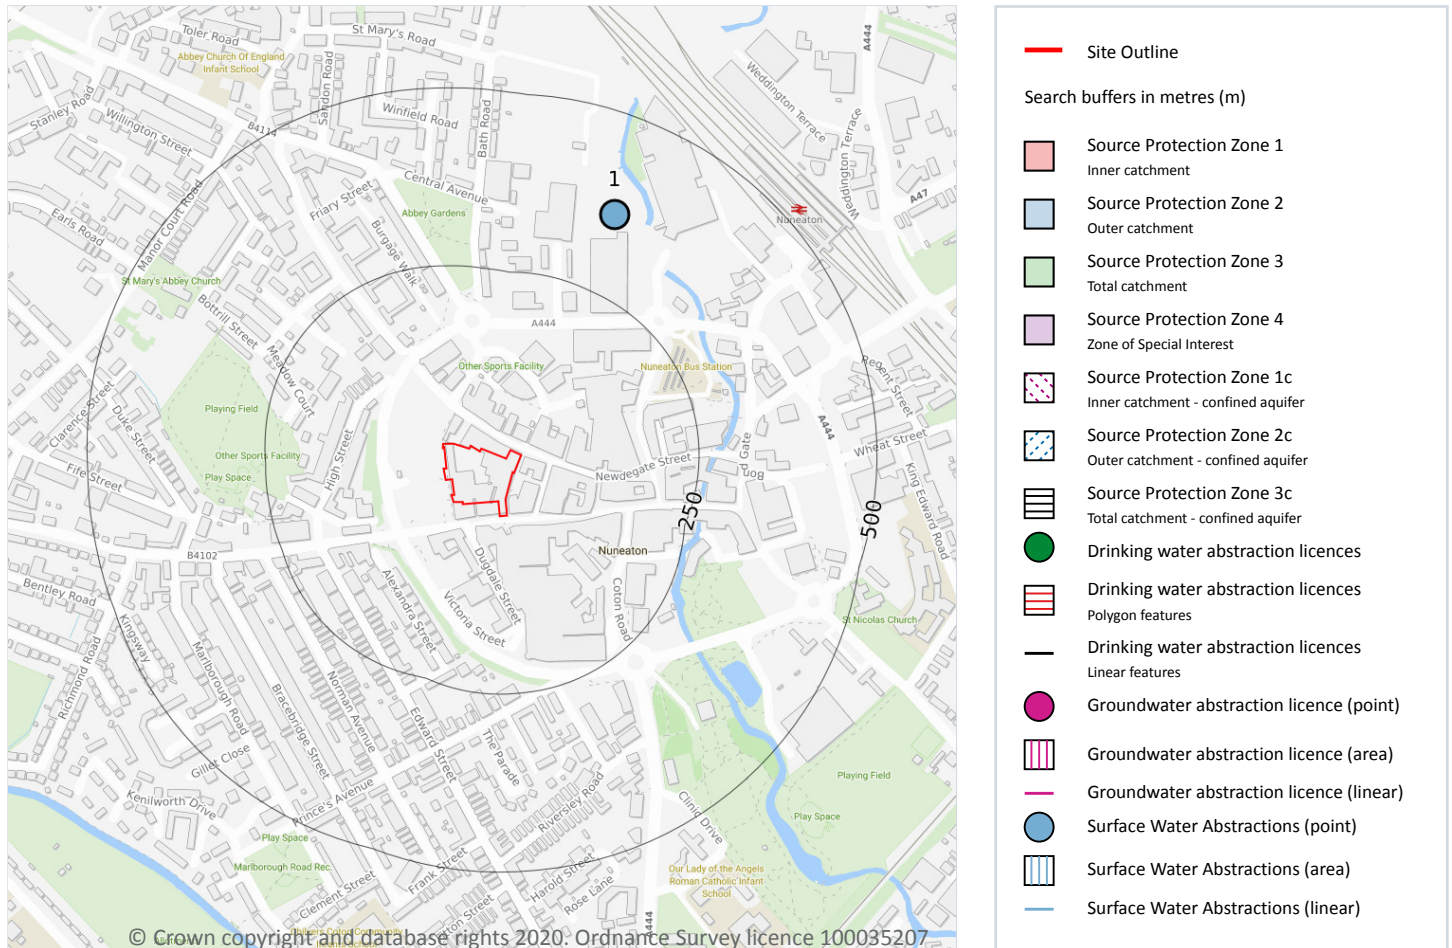 Toler Road
St Mary's Road
A444
Abbey Church Of England
Infant School
Sandon Road
Weddington Terrace
Stanley Road
Willington Street
B4114
Winfield Road
Bath Road
Weddington Terrace
A47
1
Central Avenue
Friary Street
Abbey Gardens
Nuneaton
Manor Court Road
Earls Road
Burgage Walk
St Mary's Abbey Church
Bottrill Street
A444
Meadow Court
Other Sports Facility
Nuneaton Bus Station
Regent Street
Clarence Street
Duke Street
Playing Field
A444
Wheat Street
Other Sports Facility
Play Space
High Street
Newdegate Street
Bond Gate
Fife Street
King Edward Road
250
500
B4102
Nuneaton
Bentley Road
Alexandra Street
Dugdale Street
Victoria Street
Coton Road
St Nicolas Church
Kingsway
Richmond Road
Marlborough Road
Bracebridge Street
Norman Avenue
Edward Street
The Parade
Gillet Close
Prince's Avenue
Riversley Road
Playing Field
Kenilworth Drive
Play Space
Clinic Drive
Play Space
Marlborough Road Rec
Frank Street
Harold Street
Our Lady of the Angels
Roman Catholic Infant
School
Clement Street
Rose Lane
A444
© Crown copyright and database rights 2020. Ordnance Survey licence 100035207
Site Outline
Search buffers in metres (m)
Source Protection Zone 1
Inner catchment
Source Protection Zone 2
Outer catchment
Source Protection Zone 3
Total catchment
Source Protection Zone 4
Zone of Special Interest
Source Protection Zone 1c
Inner catchment - confined aquifer
Source Protection Zone 2c
Outer catchment - confined aquifer
Source Protection Zone 3c
Total catchment - confined aquifer
Drinking water abstraction licences
Drinking water abstraction licences
Polygon features
Drinking water abstraction licences
Linear features
Groundwater abstraction licence (point)
Groundwater abstraction licence (area)
Groundwater abstraction licence (linear)
Surface Water Abstractions (point)
Surface Water Abstractions (area)
Surface Water Abstractions (linear)